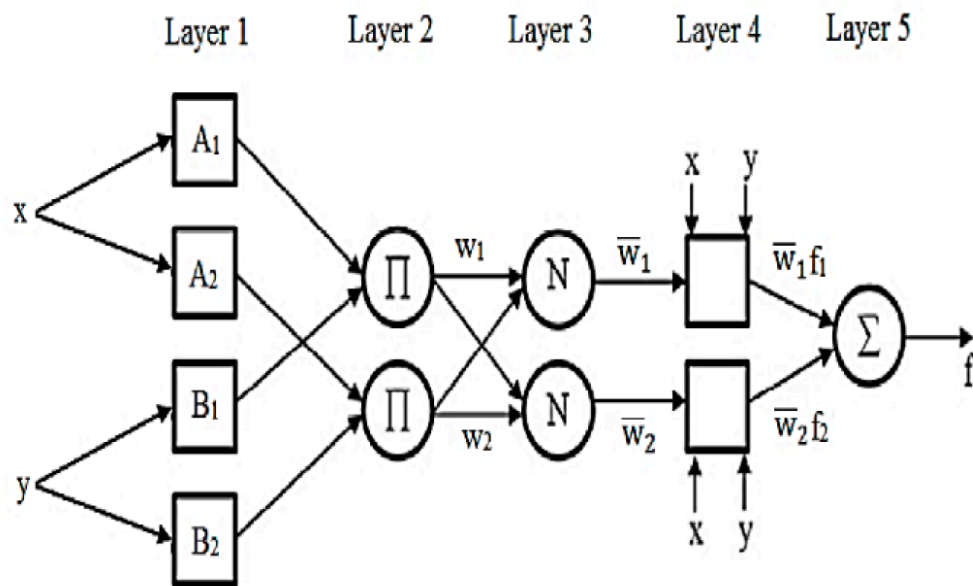 Layer 1 Layer 2 Layer 3 Layer 4 Layer 5
A₁
x y
x
w₁ w̅₁ w̅₁f₁
A₂ Π N
Σ
f
B₁ Π N
w₂ w̅₂ w̅₂f₂
y
B₂ x y